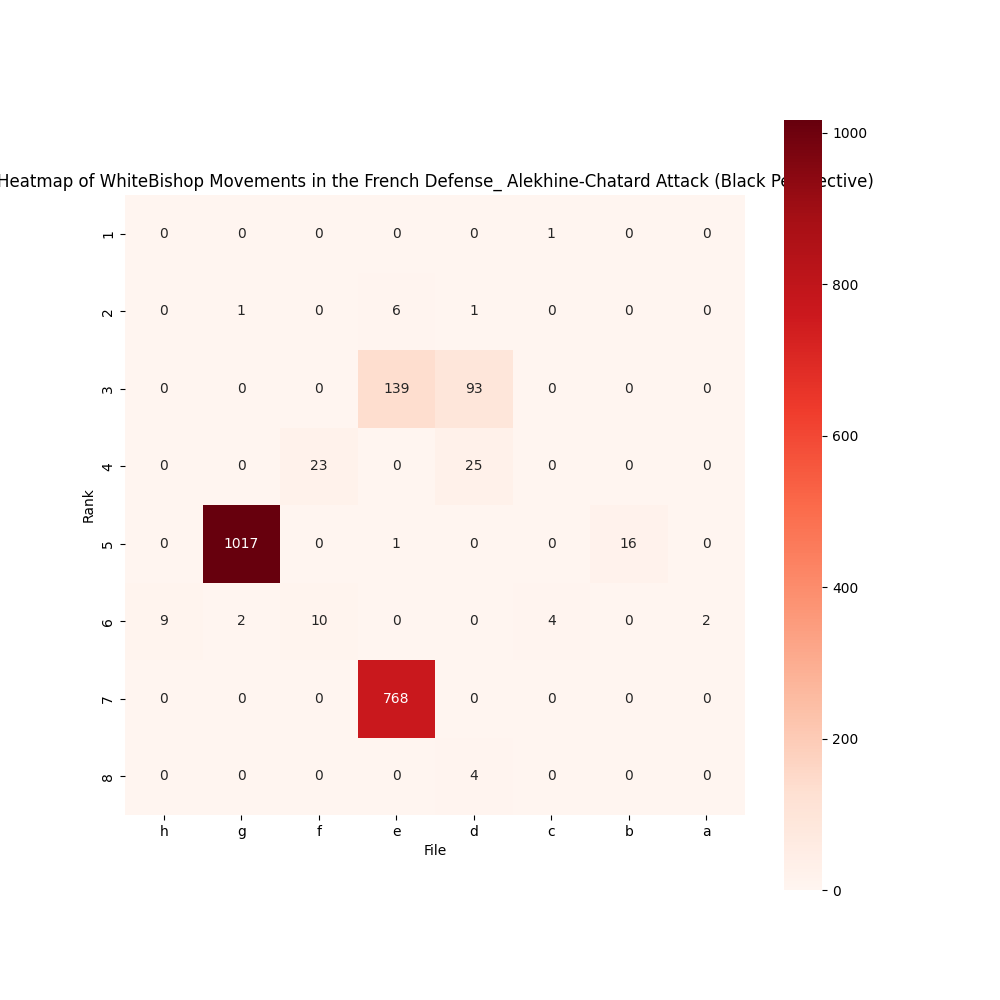 Heatmap of WhiteBishop Movements in the French Defense_ Alekhine-Chatard Attack (Black Perspective)
1 0 0 0 0 0 1 0 0
2 0 1 0 6 1 0 0 0
3 0 0 0 139 93 0 0 0
4 0 0 23 0 25 0 0 0
5 0 1017 0 1 0 0 16 0
6 9 2 10 0 0 4 0 2
7 0 0 0 768 0 0 0 0
8 0 0 0 0 4 0 0 0
h g f e d c b a
File
Rank
1000
800
600
400
200
0